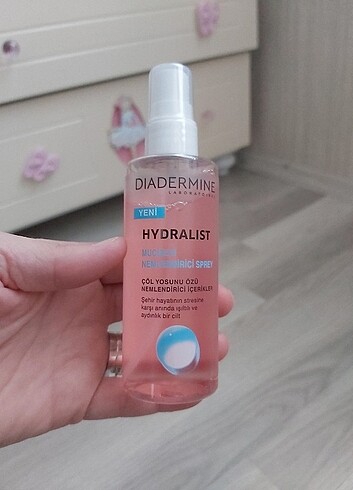 DIADERMINE
LABORATOIRES
YENİ
HYDRALIST
NEMLENDİRİCİ SPREY
ÇÖL YOSUNU ÖZÜ
NEMLENDİRİCİ İÇERİKLER
Şehir hayatının stresine
karşı anında ışıltılı ve
aydınlık bir cilt